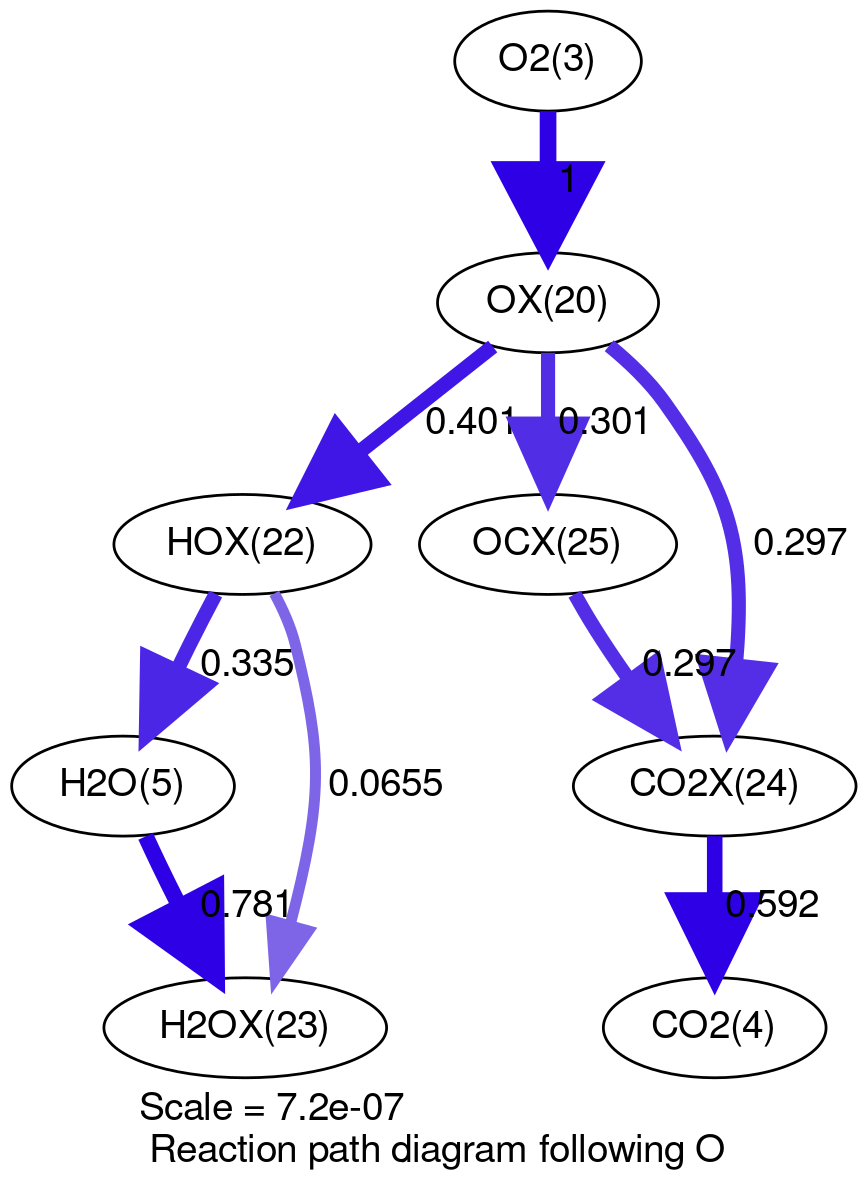 O2(3)
1
OX(20)
0.401
0.301
0.297
HOX(22)
OCX(25)
0.335
0.297
H2O(5)
0.0655
CO2X(24)
0.781
0.592
H2OX(23)
CO2(4)
Scale = 7.2e-07
Reaction path diagram following O